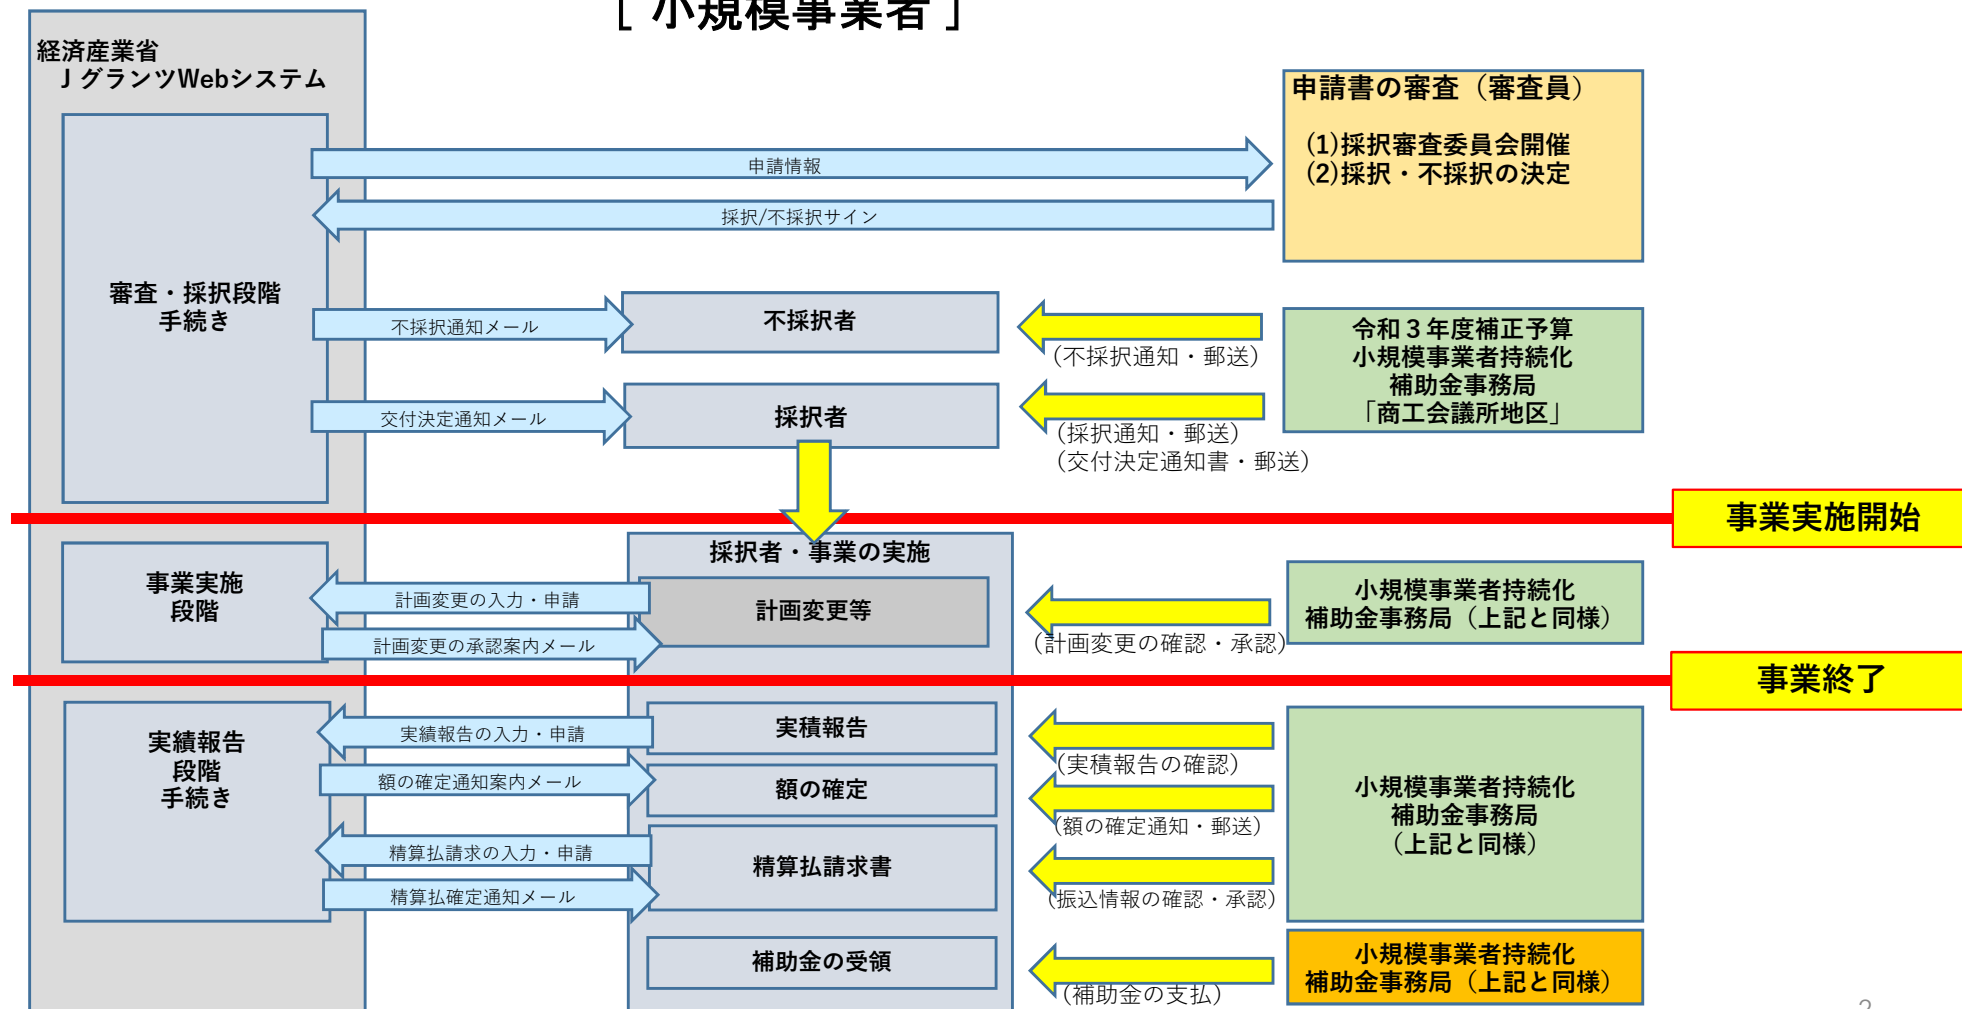 ［ 小規模事業者 ］
経済産業省
ＪグランツWebシステム
申請書の審査（審査員）
(1)採択審査委員会開催
(2)採択・不採択の決定
申請情報
採択/不採択サイン
審査・採択段階
手続き
不採択通知メール
不採択者
（不採択通知・郵送）
令和３年度補正予算
小規模事業者持続化
補助金事務局
「商工会議所地区」
交付決定通知メール
採択者
（採択通知・郵送）
（交付決定通知書・郵送）
事業実施開始
採択者・事業の実施
事業実施
段階
計画変更の入力・申請
計画変更の承認案内メール
計画変更等
（計画変更の確認・承認）
小規模事業者持続化
補助金事務局（上記と同様）
事業終了
実績報告
段階
手続き
実績報告の入力・申請
実積報告
（実積報告の確認）
額の確定通知案内メール
額の確定
（額の確定通知・郵送）
小規模事業者持続化
補助金事務局
（上記と同様）
精算払請求の入力・申請
精算払確定通知メール
精算払請求書
（振込情報の確認・承認）
補助金の受領
（補助金の支払）
小規模事業者持続化
補助金事務局（上記と同様）
2